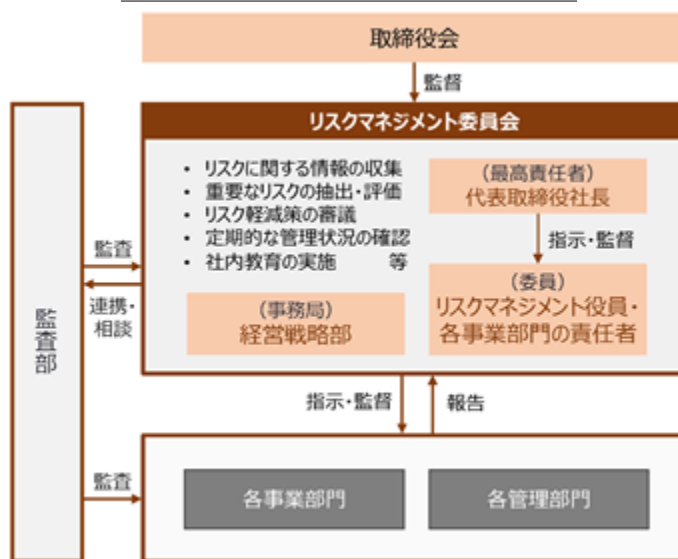 取締役会
監督
リスクマネジメント委員会
・ リスクに関する情報の収集
・ 重要なリスクの抽出・評価
・ リスク軽減策の審議
・ 定期的な管理状況の確認
・ 社内教育の実施　　等
(最高責任者)
代表取締役社長
指示・監督
(事務局)
経営戦略部
(委員)
リスクマネジメント役員・
各事業部門の責任者
監査
連携・
相談
監査部
指示・監督
報告
監査
各事業部門
各管理部門